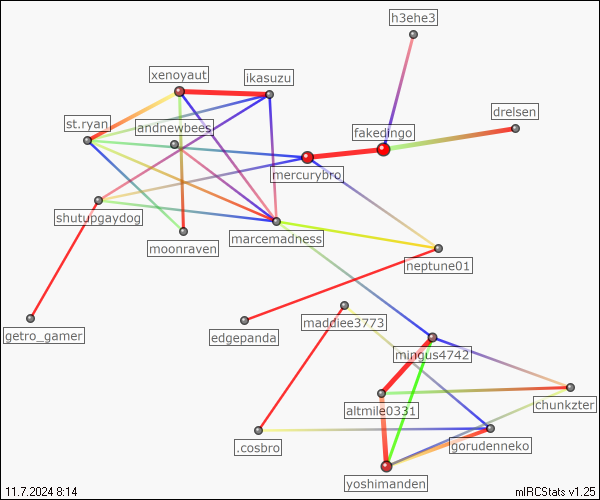 h3ehe3
xenoyaut
ikasuzu
drelsen
st.ryan
andnewbees
fakedingo
mercurybro
shutupgaydog
moonraven
marcemadness
neptune01
getro_gamer
edgepanda
maddiee3773
mingus4742
altmile0331
chunkzter
.cosbro
gorudenneko
yoshimanden
11.7.2024 8:14
mIRCStats v1.25